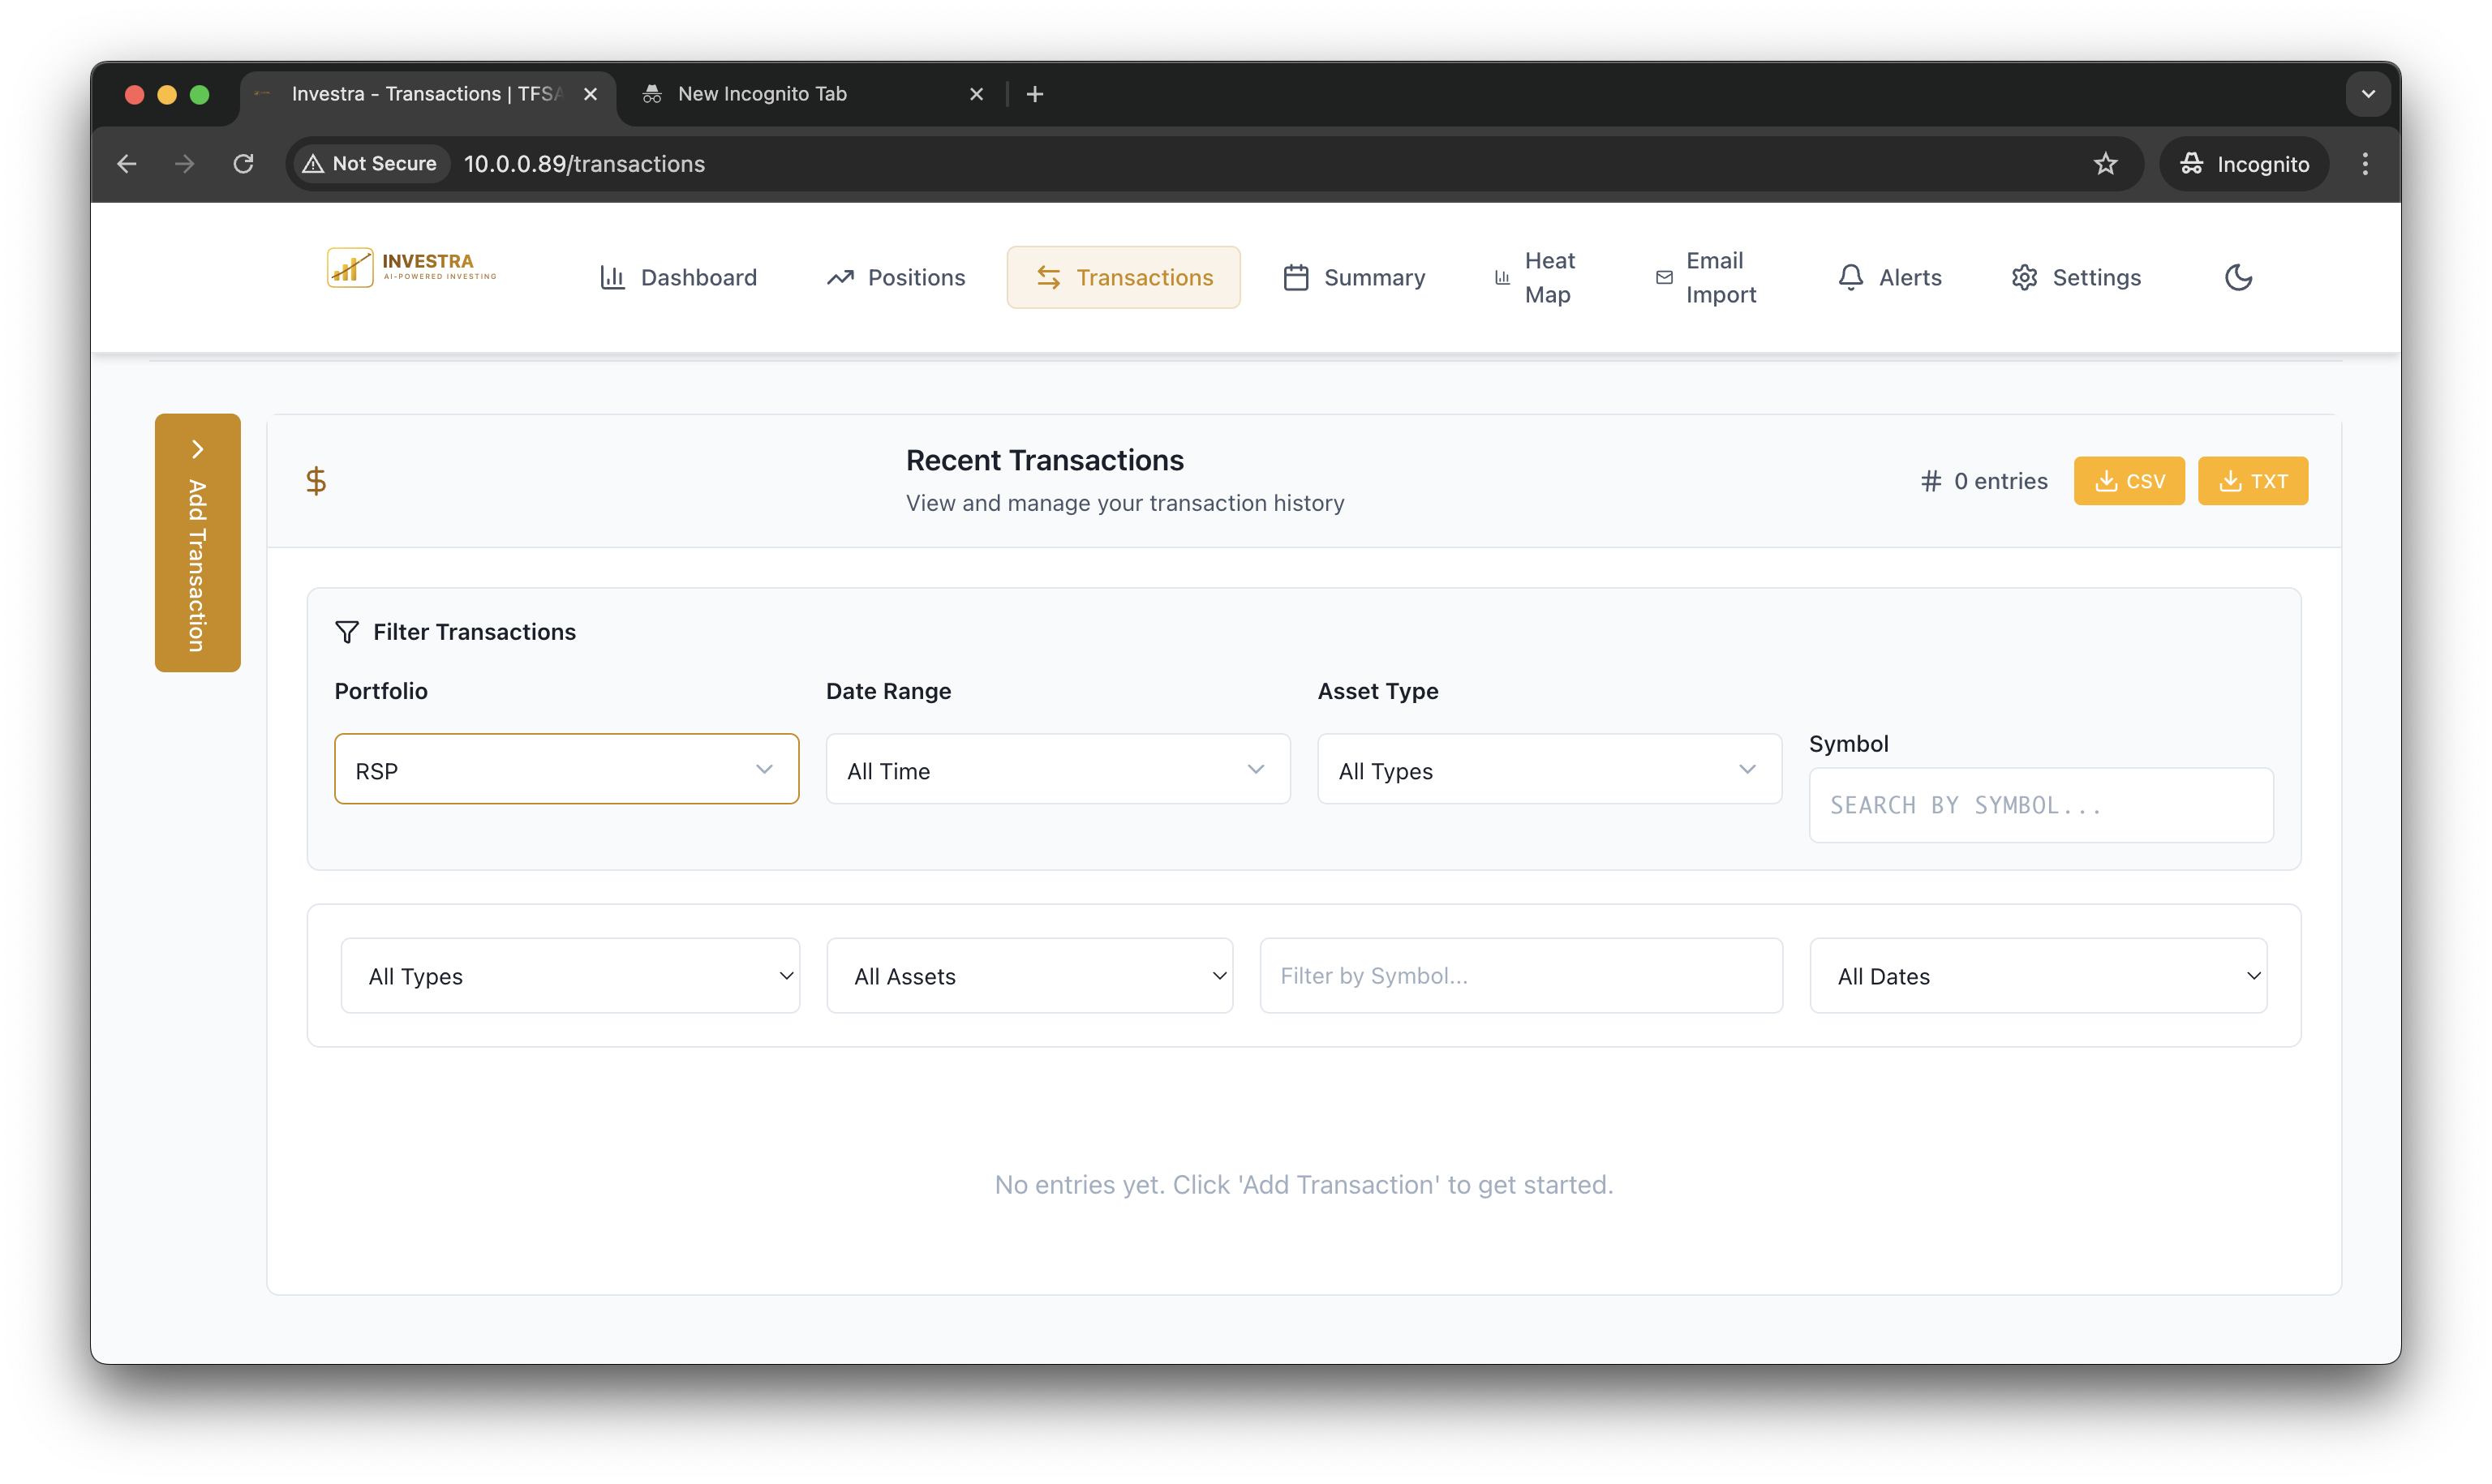 Investra - Transactions | TFSA
New Incognito Tab
Not Secure
10.0.0.89/transactions
Incognito
INVESTRA
AI-POWERED INVESTING
Dashboard
Positions
Transactions
Summary
Heat
Map
Email
Import
Alerts
Settings
Add Transaction
$
Recent Transactions
View and manage your transaction history
# 0 entries
CSV
TXT
Filter Transactions
Portfolio
Date Range
Asset Type
Symbol
RSP
All Time
All Types
SEARCH BY SYMBOL...
All Types
All Assets
Filter by Symbol...
All Dates
No entries yet. Click 'Add Transaction' to get started.